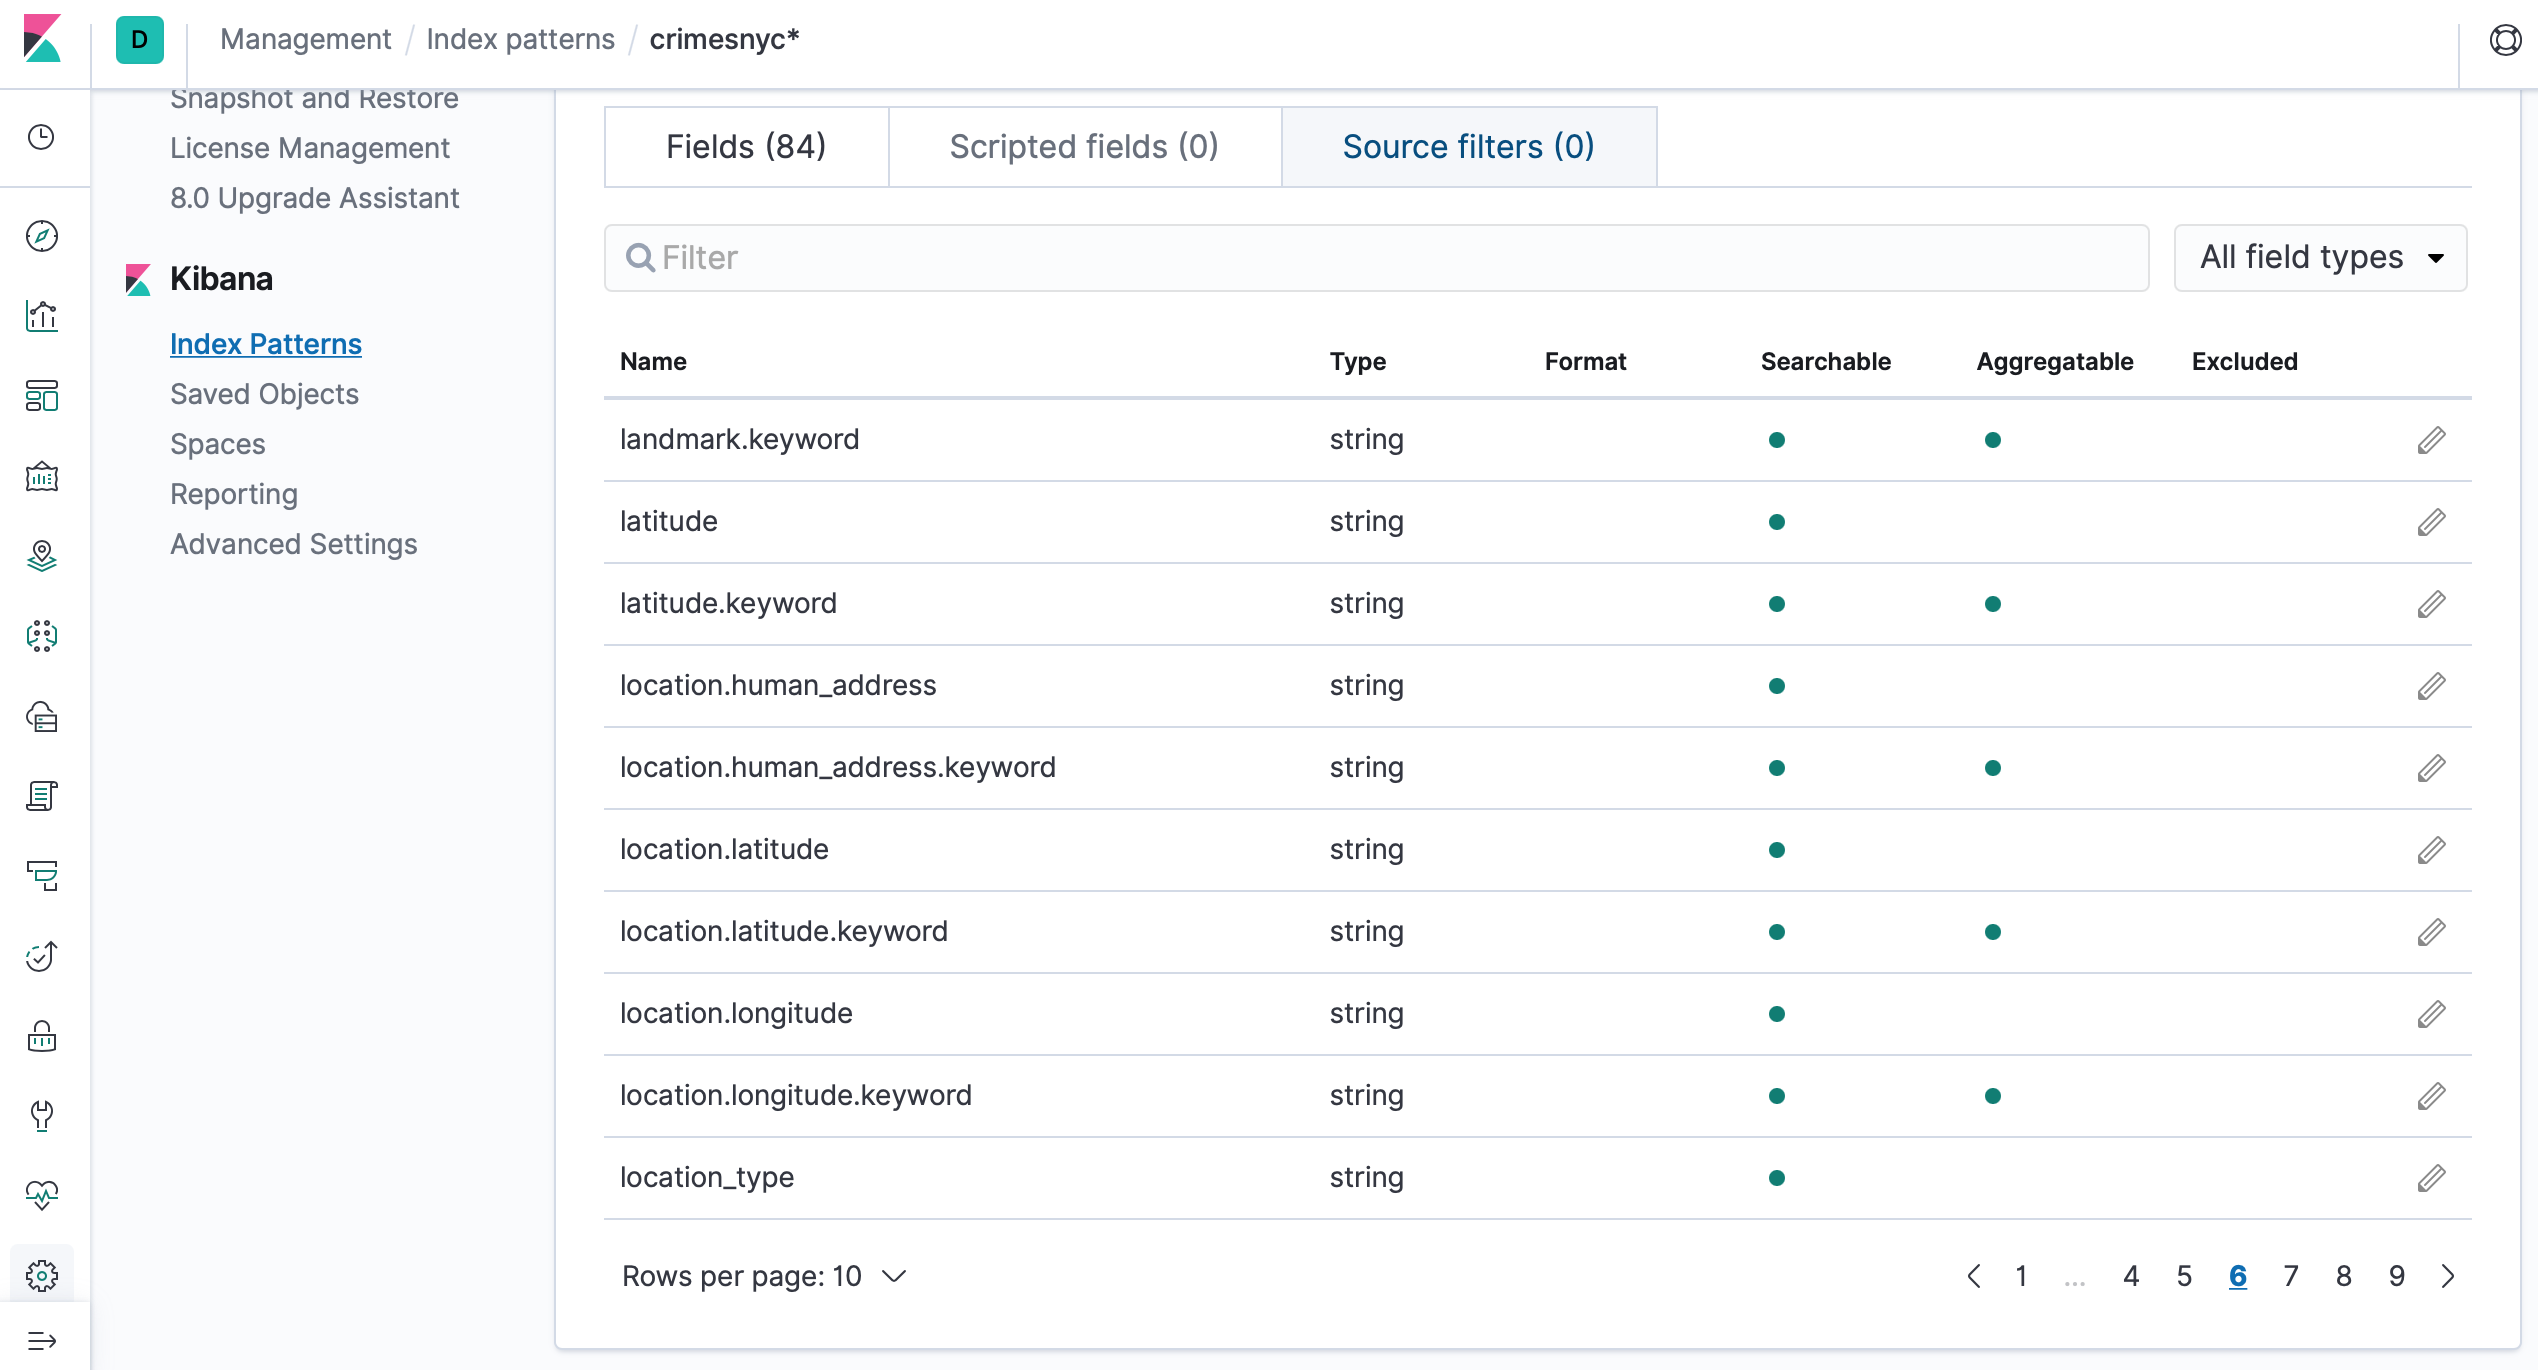 D Management / Index patterns / crimesnyc*
Snapshot and Restore
License Management
8.0 Upgrade Assistant
Kibana
Index Patterns
Saved Objects
Spaces
Reporting
Advanced Settings
Fields (84) Scripted fields (0) Source filters (0)
Filter All field types
Name Type Format Searchable Aggregatable Excluded
landmark.keyword string
latitude string
latitude.keyword string
location.human_address string
location.human_address.keyword string
location.latitude string
location.latitude.keyword string
location.longitude string
location.longitude.keyword string
location_type string
Rows per page: 10 1 ... 4 5 6 7 8 9